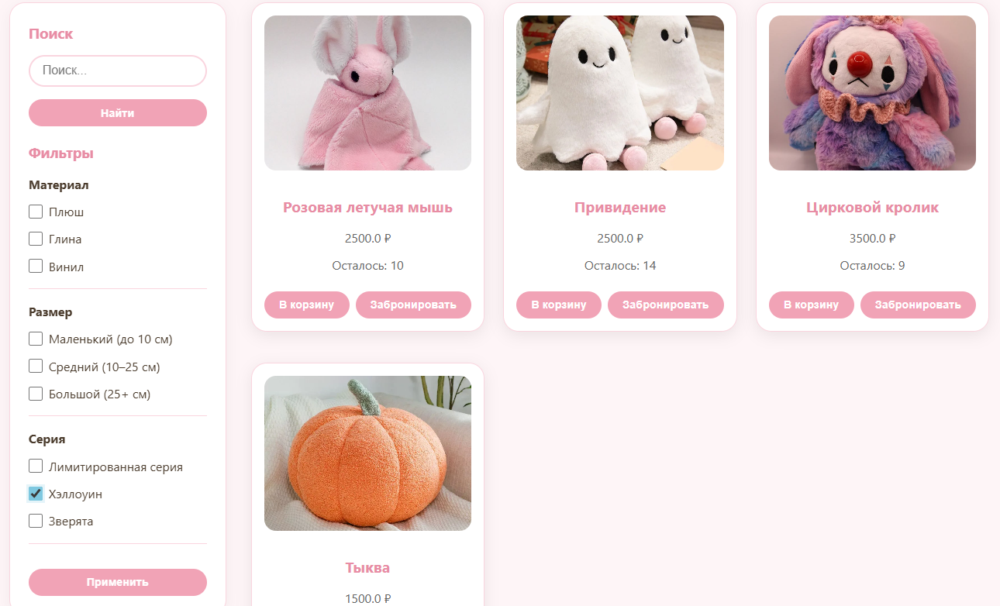 Поиск
Поиск...
Найти
Фильтры
Материал
Плюш
Глина
Винил
Размер
Маленький (до 10 см)
Средний (10–25 см)
Большой (25+ см)
Серия
Лимитированная серия
Хэллоуин
Зверята
Применить
Розовая летучая мышь
2500.0 ₽
Осталось: 10
В корзину Забронировать
Привидение
2500.0 ₽
Осталось: 14
В корзину Забронировать
Цирковой кролик
3500.0 ₽
Осталось: 9
В корзину Забронировать
Тыква
1500.0 ₽